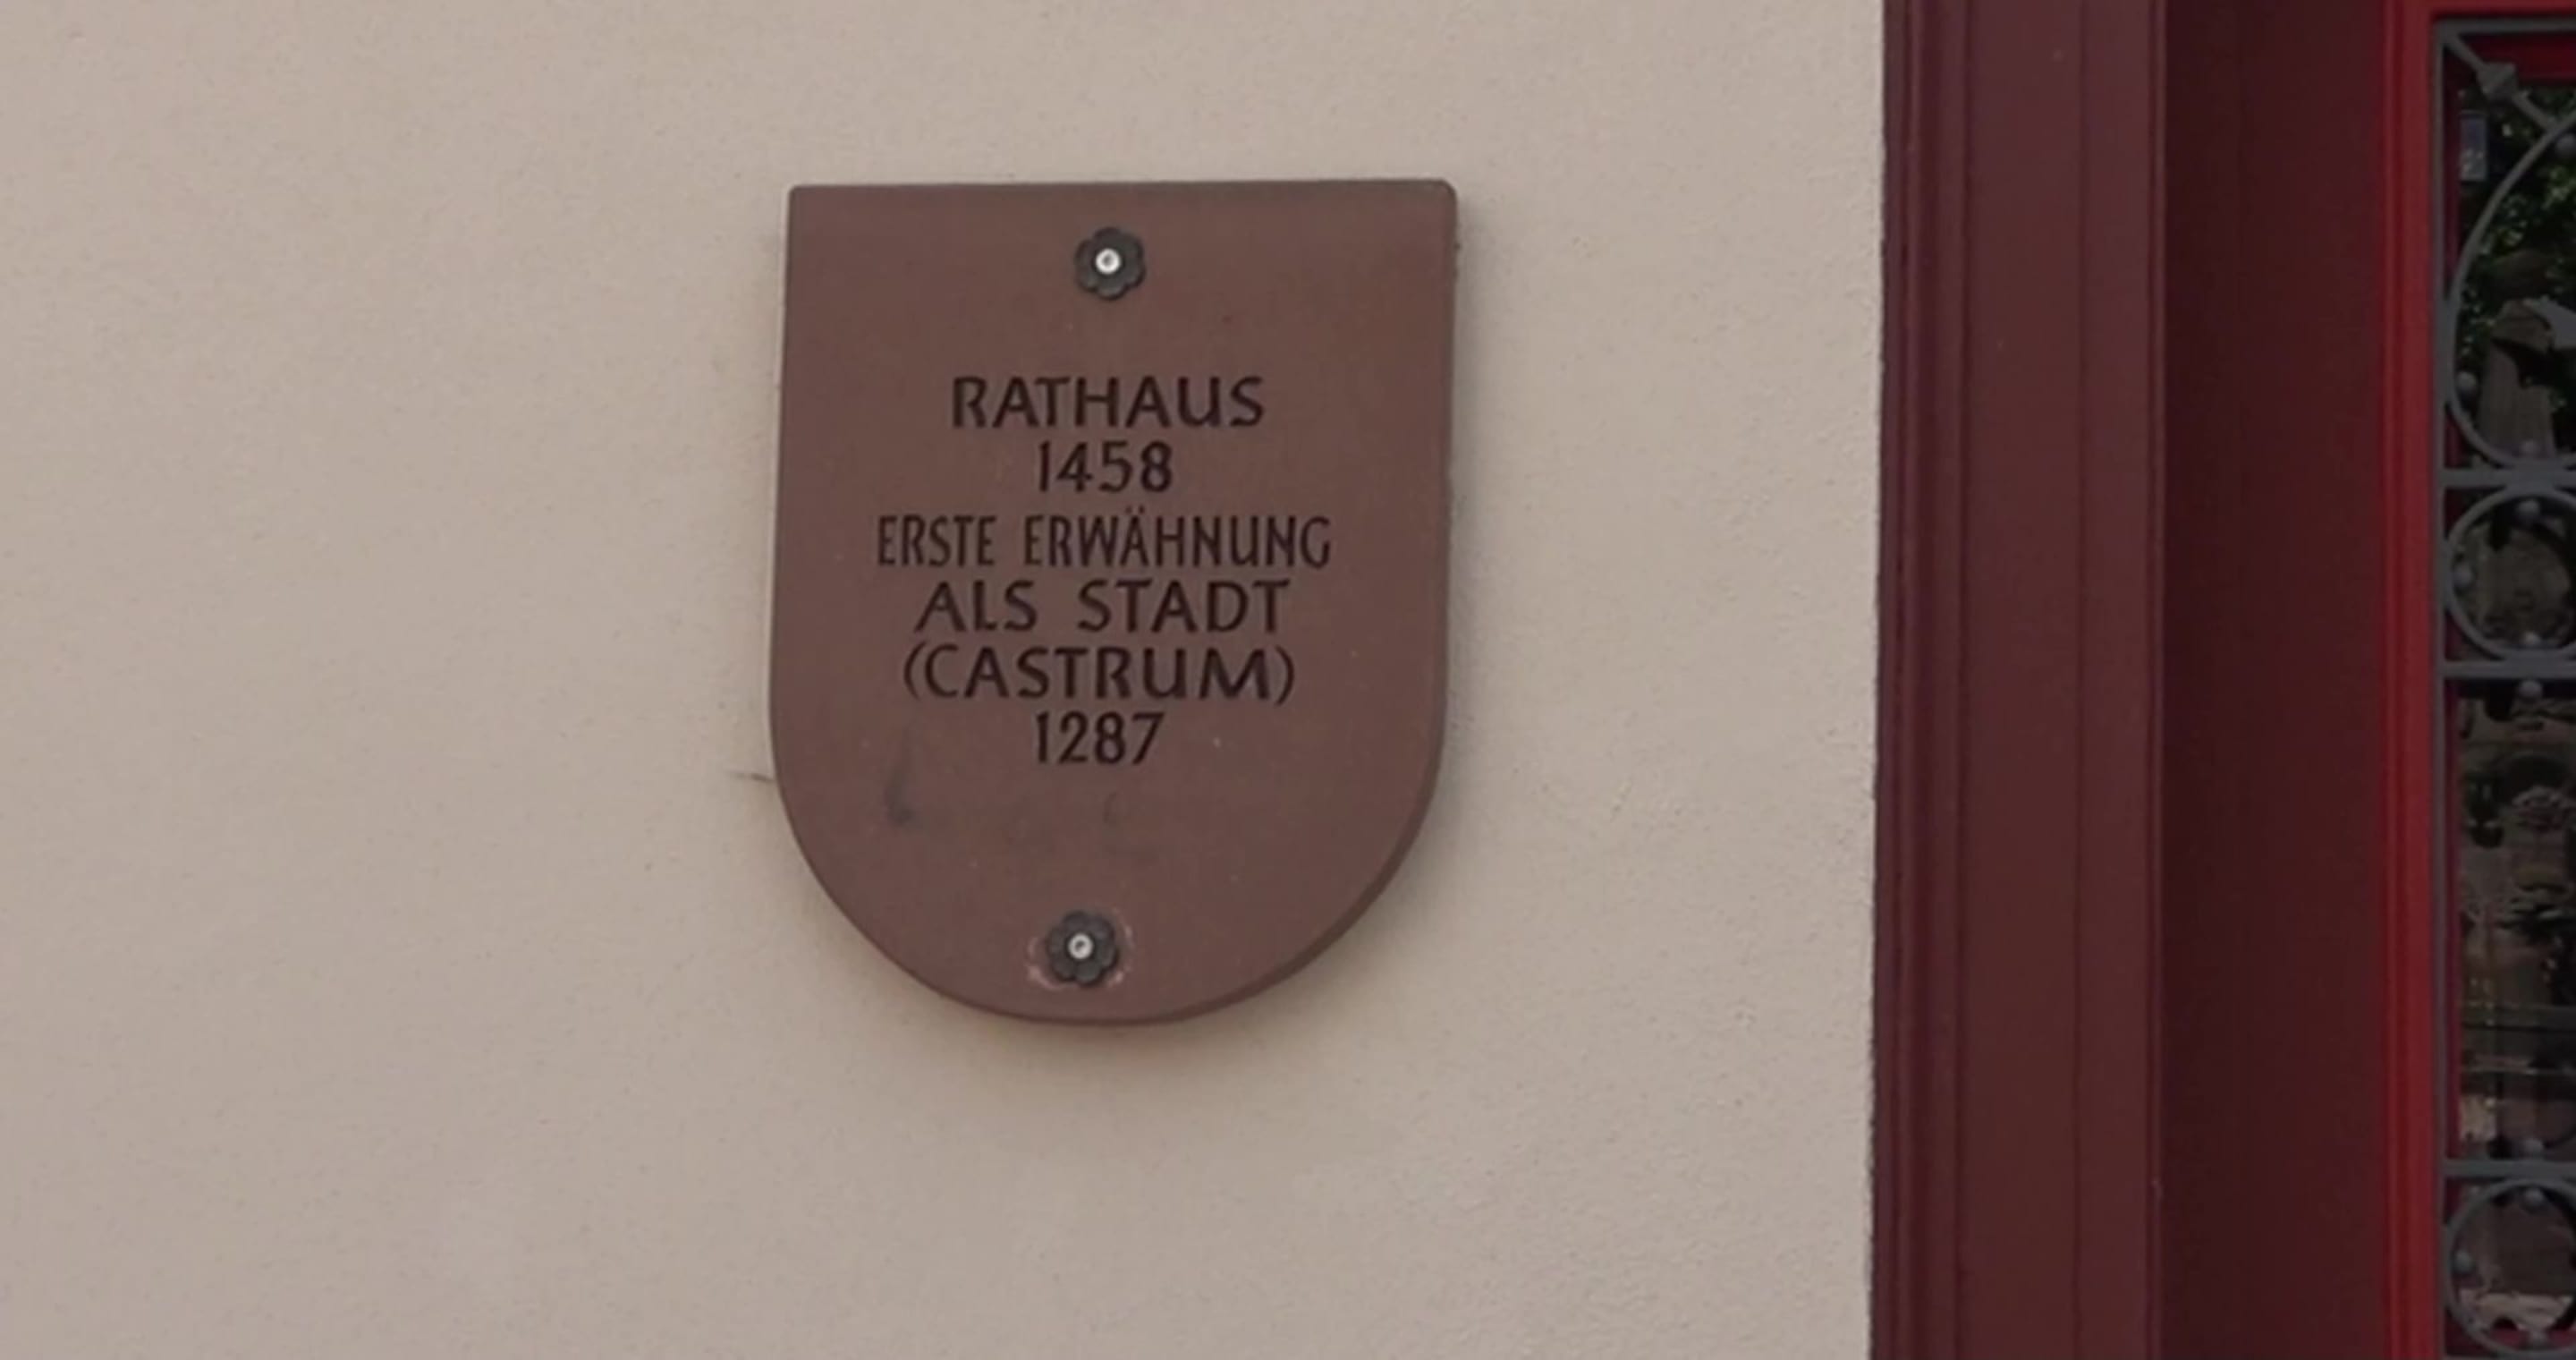 RATHAUS
1458
ERSTE ERWÄHNUNG
ALS STADT
(CASTRUM)
1287